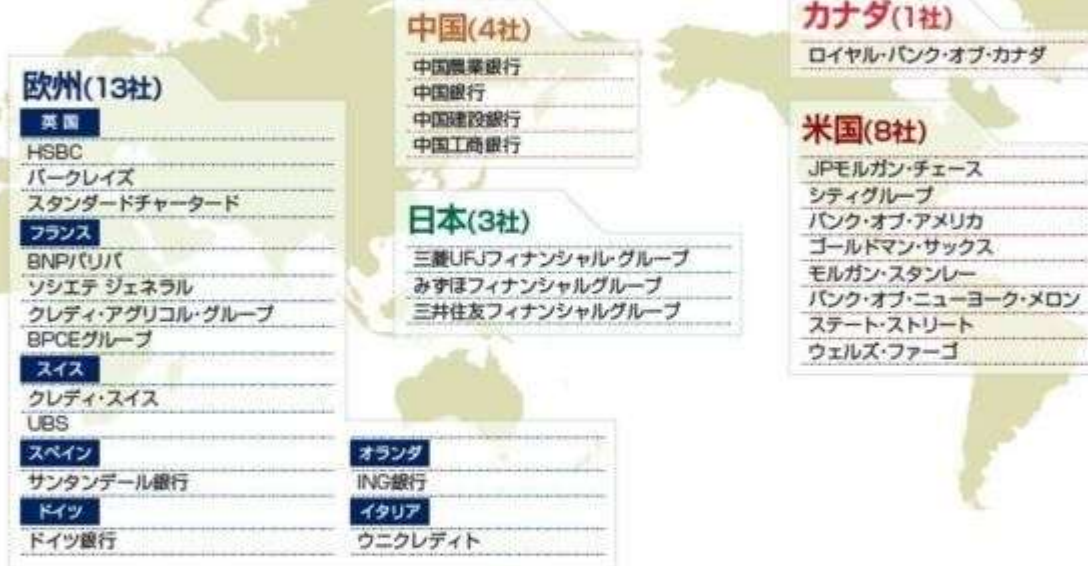 欧州(13社)
英国
HSBC
バークレイズ
スタンダードチャータード
フランス
BNPパリバ
ソシエテ ジェネラル
クレディ・アグリコル・グループ
BPCEグループ
スイス
クレディ・スイス
UBS
スペイン
サンタンデール銀行
ドイツ
ドイツ銀行
オランダ
ING銀行
イタリア
ウニクレディト
中国(4社)
中国農業銀行
中国銀行
中国建設銀行
中国工商銀行
日本(3社)
三菱UFJフィナンシャル・グループ
みずほフィナンシャルグループ
三井住友フィナンシャルグループ
カナダ(1社)
ロイヤル・バンク・オブ・カナダ
米国(8社)
JPモルガン・チェース
シティグループ
バンク・オブ・アメリカ
ゴールドマン・サックス
モルガン・スタンレー
バンク・オブ・ニューヨーク・メロン
ステート・ストリート
ウェルズ・ファーゴ